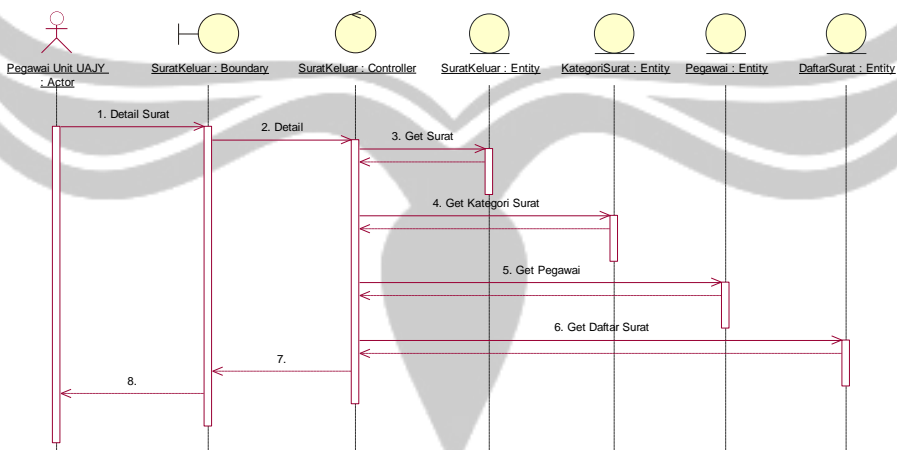 Pegawai Unit UAJY
: Actor
SuratKeluar : Boundary
SuratKeluar : Controller
SuratKeluar : Entity
KategoriSurat : Entity
Pegawai : Entity
DaftarSurat : Entity
1. Detail Surat
2. Detail
3. Get Surat
4. Get Kategori Surat
5. Get Pegawai
6. Get Daftar Surat
7.
8.